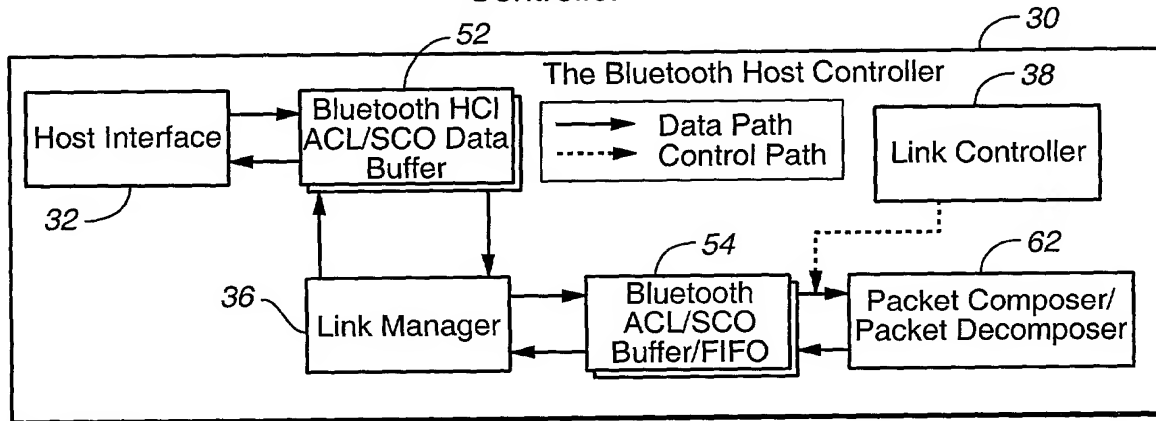 30
52
The Bluetooth Host Controller
38
Host Interface
Bluetooth HCI
ACL/SCO Data
Buffer
Data Path
Control Path
Link Controller
32
54
62
36
Link Manager
Bluetooth
ACL/SCO
Buffer/FIFO
Packet Composer/
Packet Decomposer